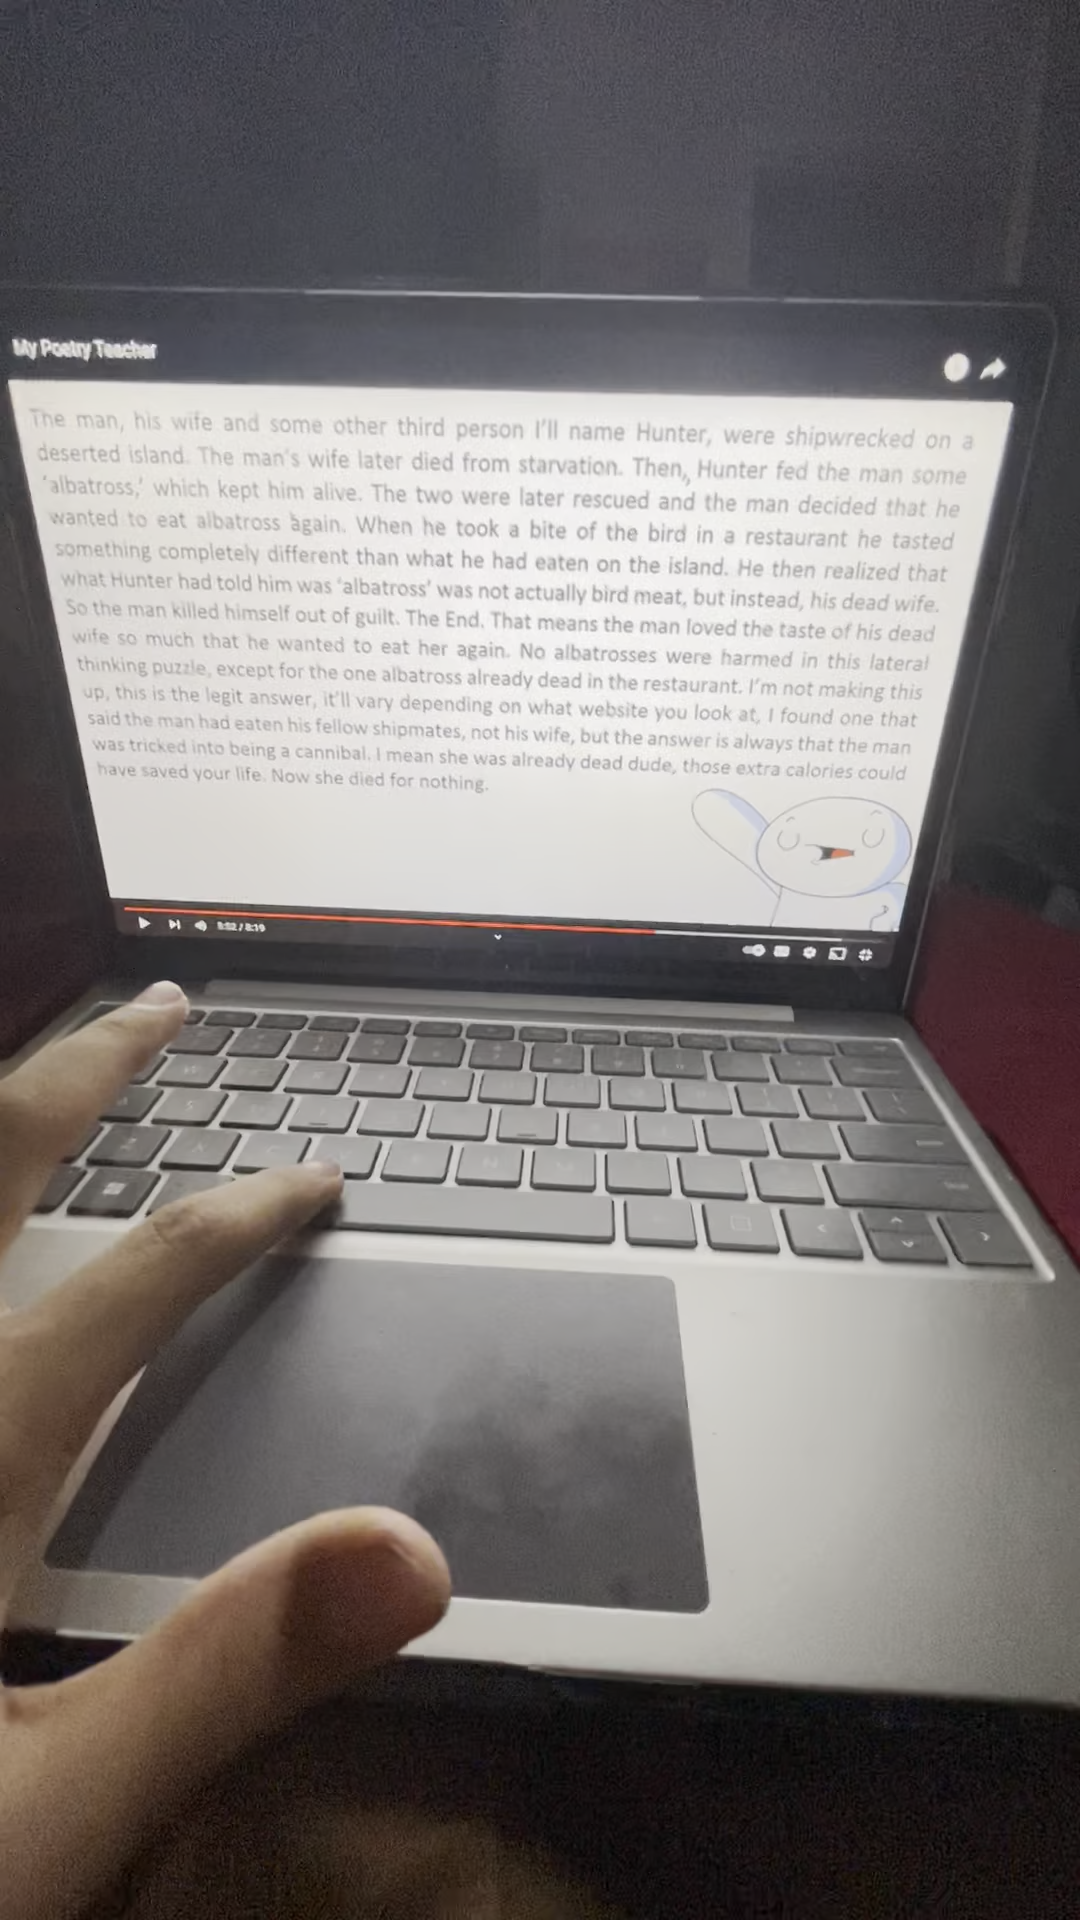 My Poetry Teacher
The man, his wife and some other third person I'll name Hunter, were shipwrecked on a
deserted island. The man's wife later died from starvation. Then, Hunter fed the man some
'albatross,' which kept him alive. The two were later rescued and the man decided that he
wanted to eat albatross again. When he took a bite of the bird in a restaurant he tasted
something completely different than what he had eaten on the island. He then realized that
what Hunter had told him was 'albatross' was not actually bird meat, but instead, his dead wife.
So the man killed himself out of guilt. The End. That means the man loved the taste of his dead
wife so much that he wanted to eat her again. No albatrosses were harmed in this lateral
thinking puzzle, except for the one albatross already dead in the restaurant. I'm not making this
up, this is the legit answer, it'll vary depending on what website you look at, I found one that
said the man had eaten his fellow shipmates, not his wife, but the answer is always that the man
was tricked into being a cannibal. I mean she was already dead dude, those extra calories could
have saved your life. Now she died for nothing.